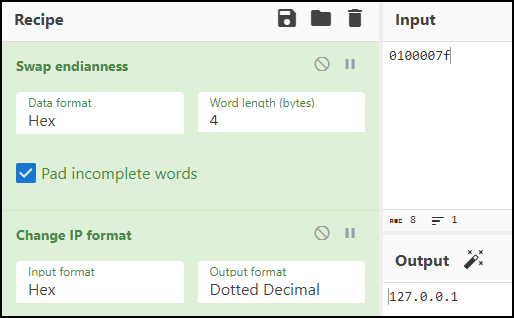 Recipe
Swap endianness
Data format
Hex
Word length (bytes)
4
Pad incomplete words
Change IP format
Input format
Hex
Output format
Dotted Decimal
Input
0100007f
ABC 8 1
Output
127.0.0.1